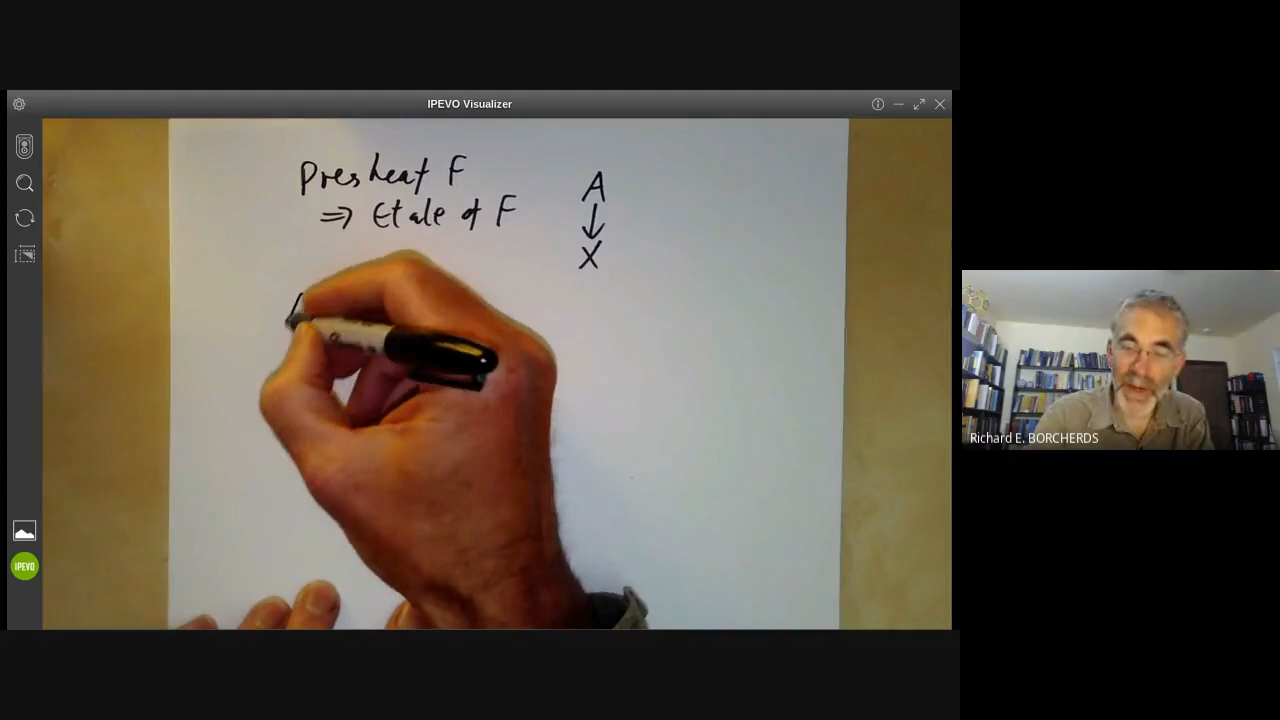 IPEVO Visualizer
Presheaf F
⇒ Etale of F
A
↓
X
IPEVO
Richard E. BORCHERDS